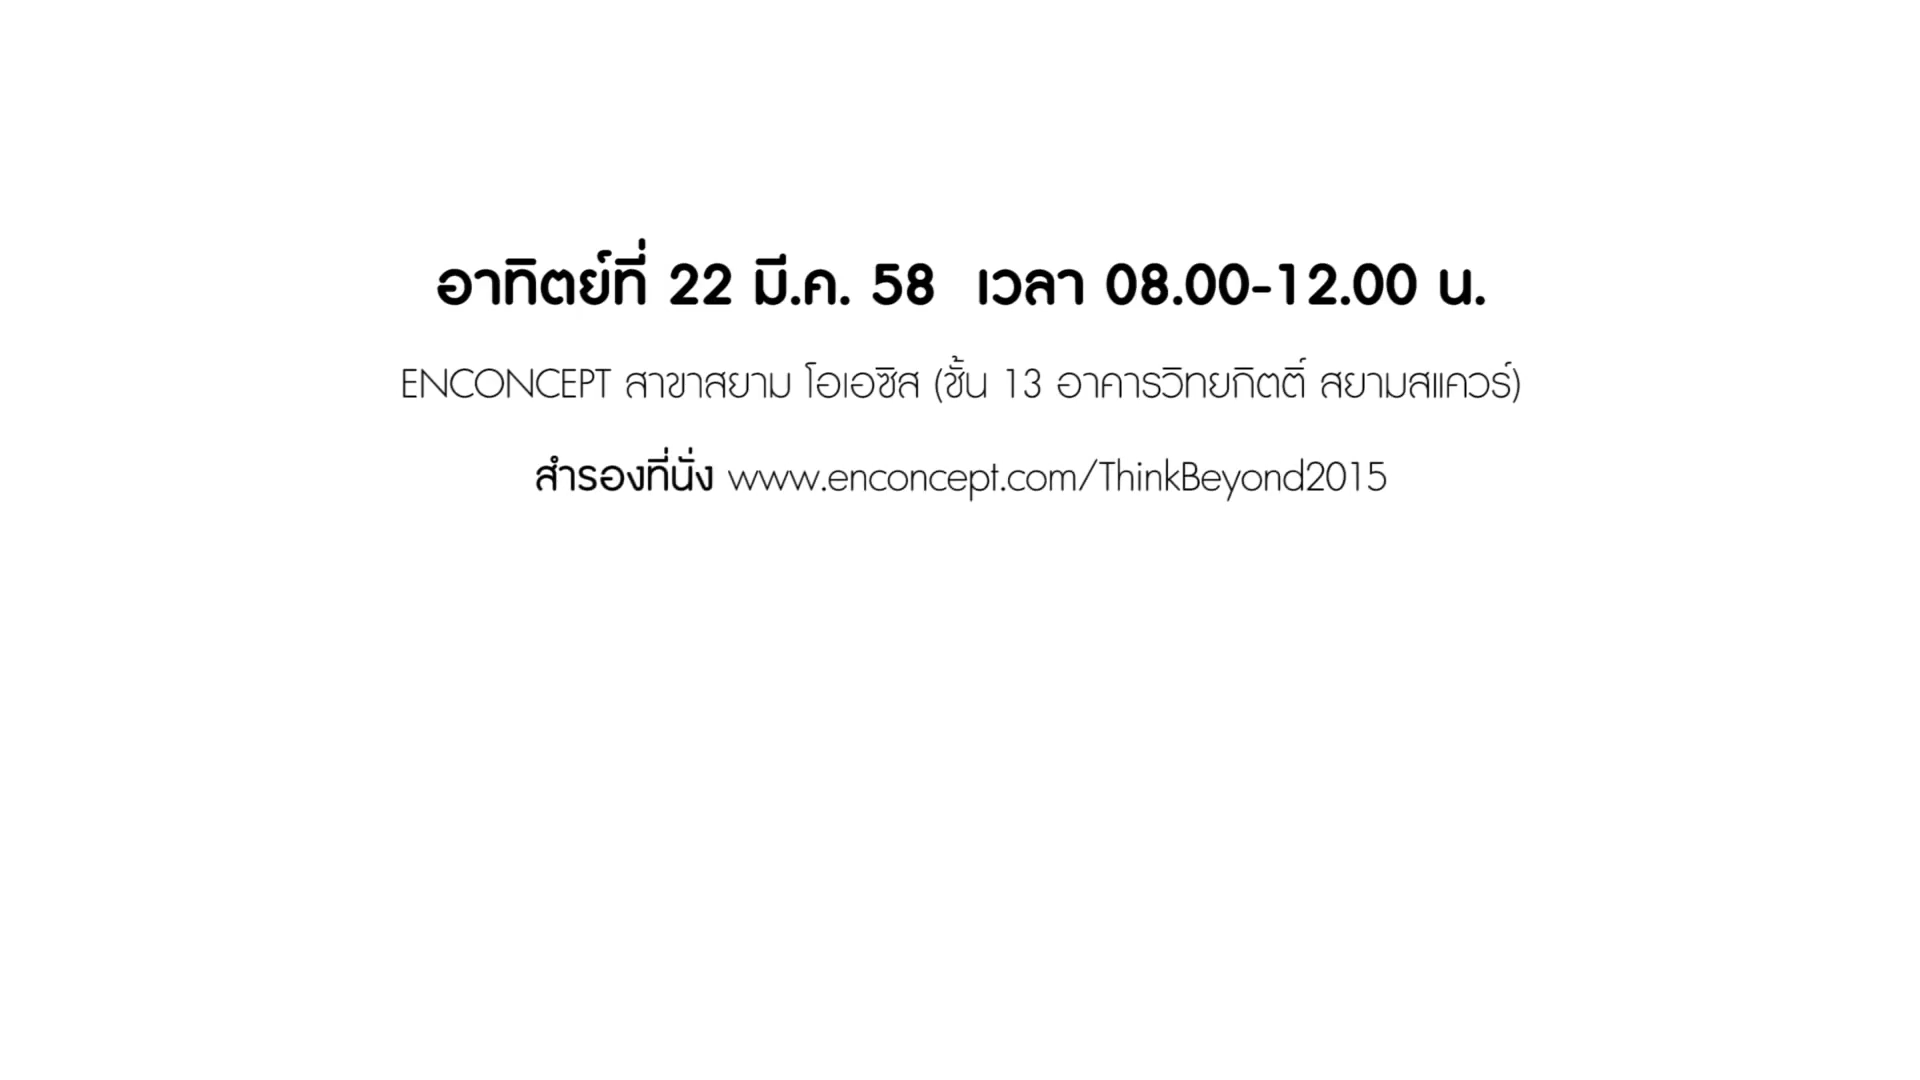 อาทิตย์ที่ 22 มี.ค. 58 เวลา 08.00-12.00 น.
ENCONCEPT สาขาสยาม โอเอซิส (ชั้น 13 อาคารวิทยกิตติ์ สยามสแควร์)
สำรองที่นั่ง www.enconcept.com/ThinkBeyond2015